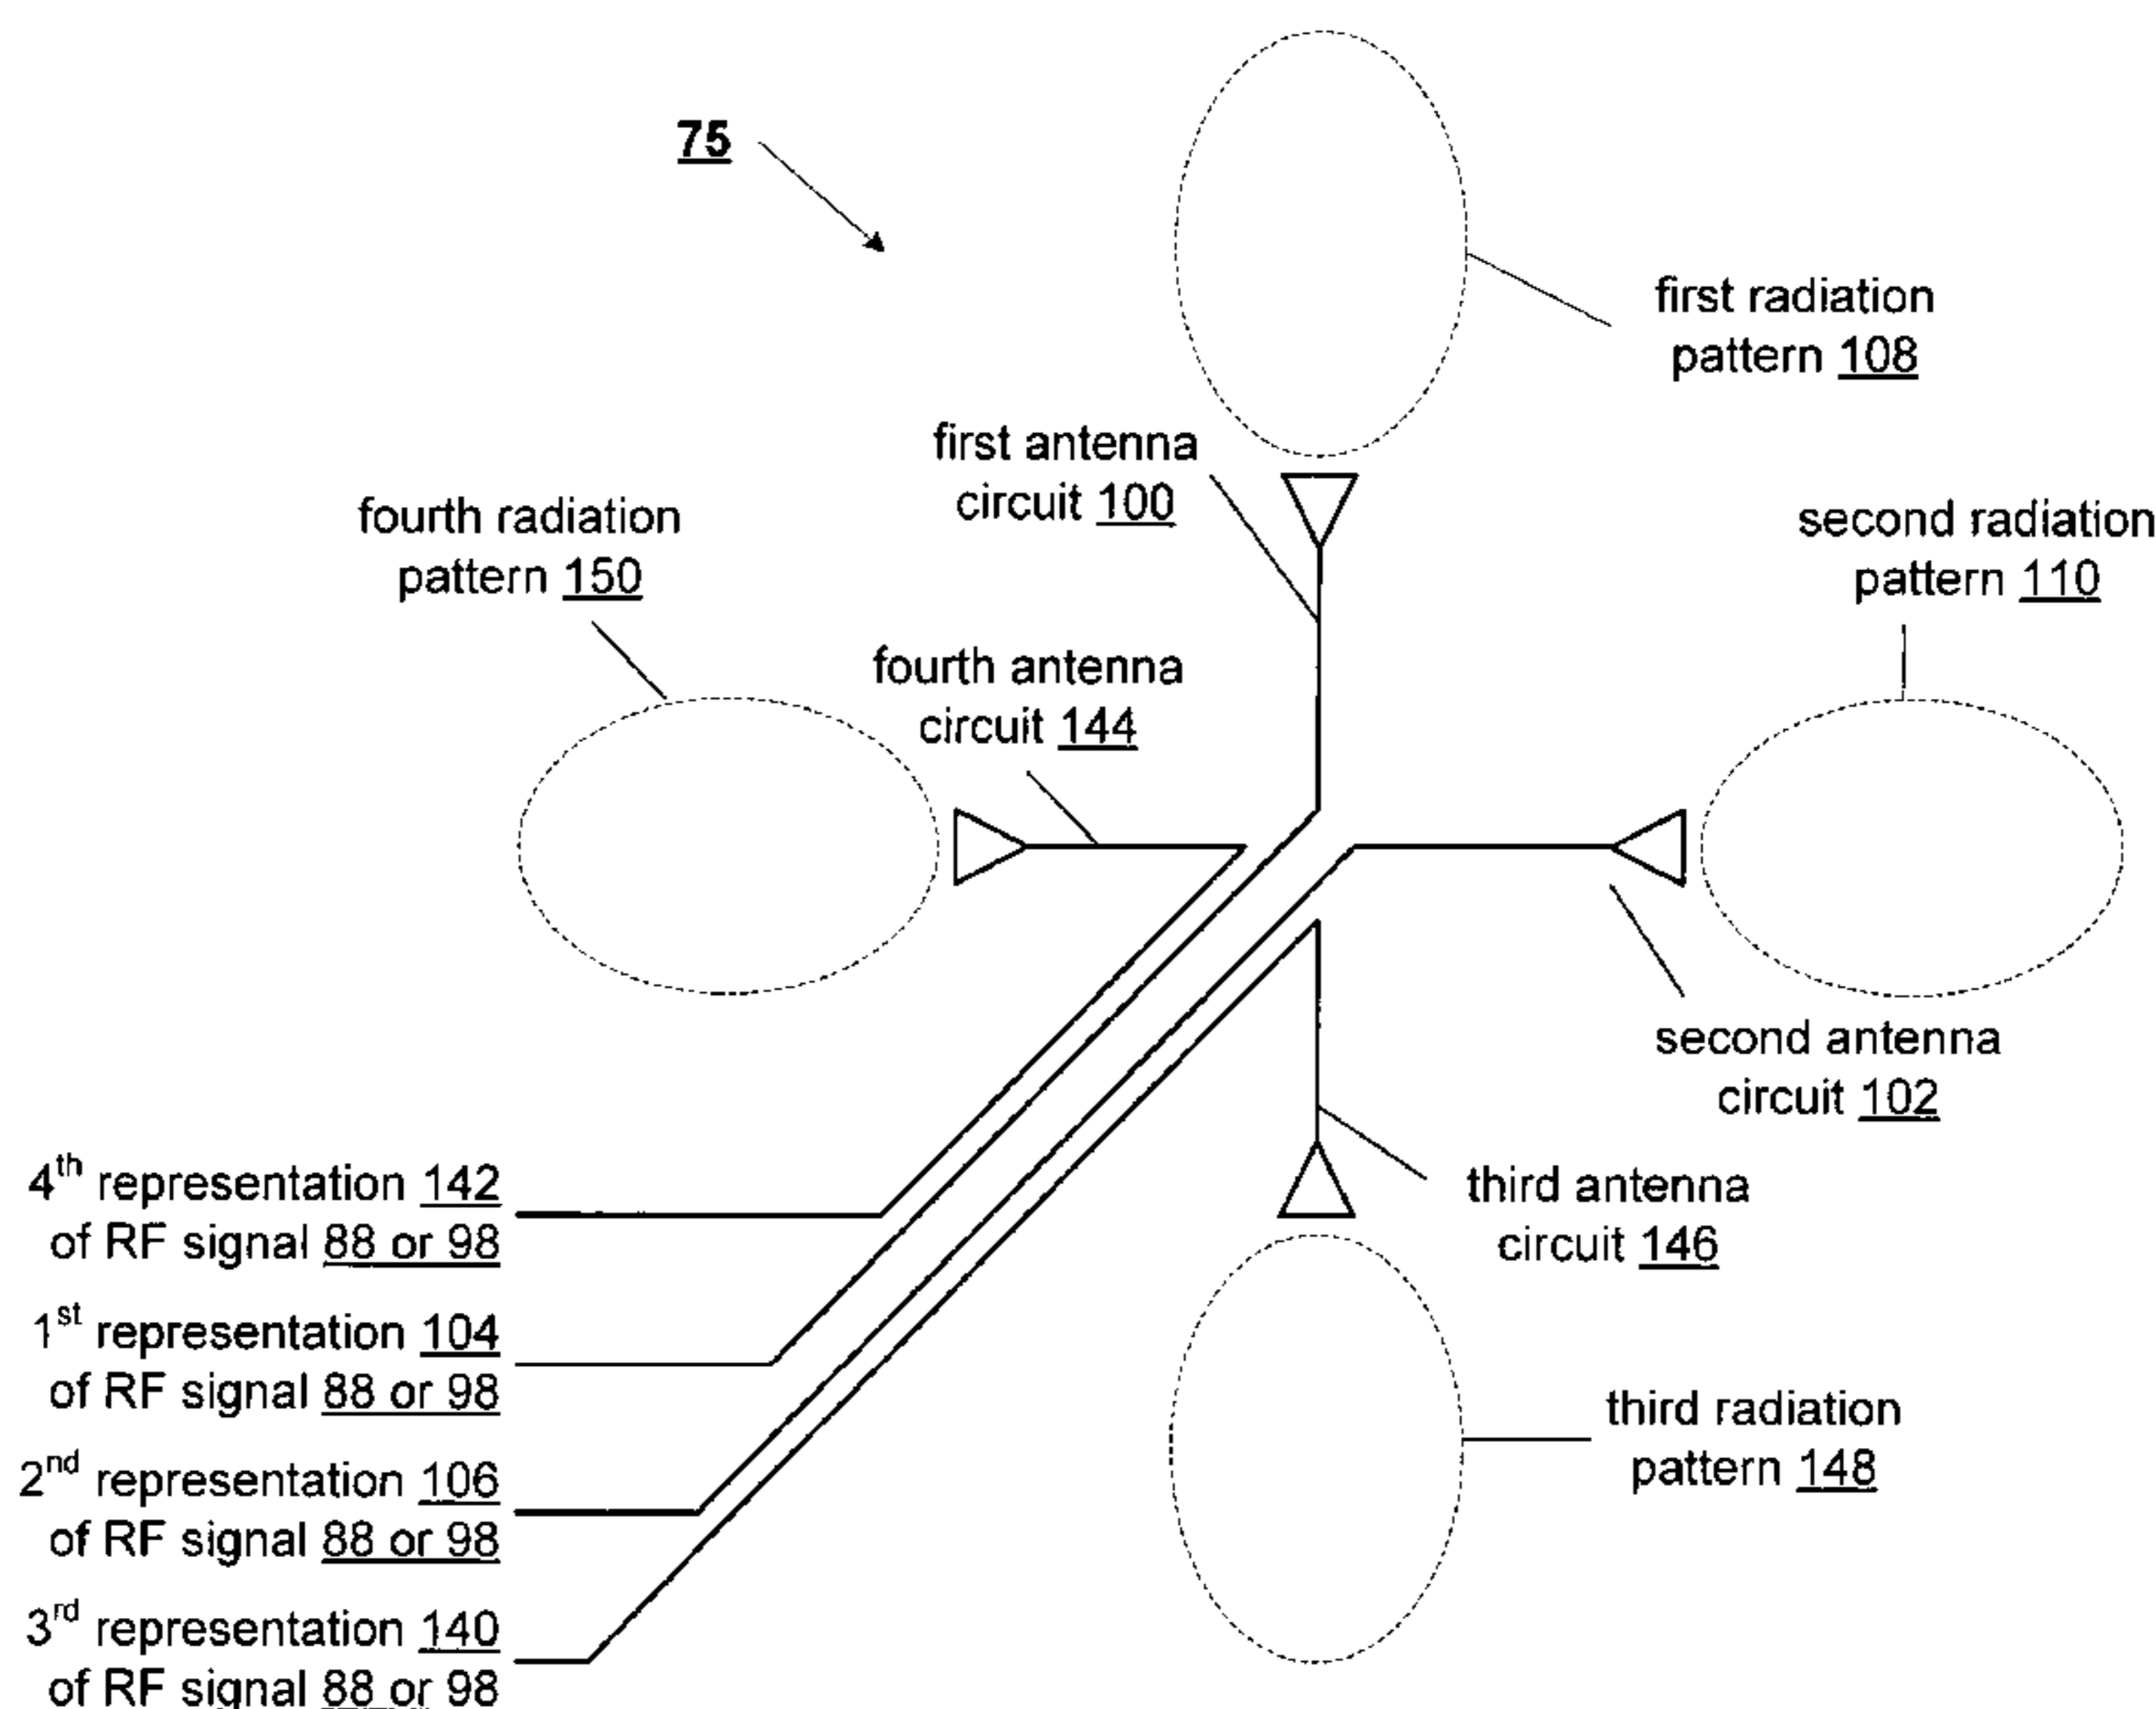 75
first radiation
pattern 108
first antenna
circuit 100
fourth radiation
pattern 150
second radiation
pattern 110
fourth antenna
circuit 144
second antenna
circuit 102
4th representation 142
of RF signal 88 or 98
third antenna
circuit 146
1st representation 104
of RF signal 88 or 98
third radiation
pattern 148
2nd representation 106
of RF signal 88 or 98
3rd representation 140
of RF signal 88 or 98